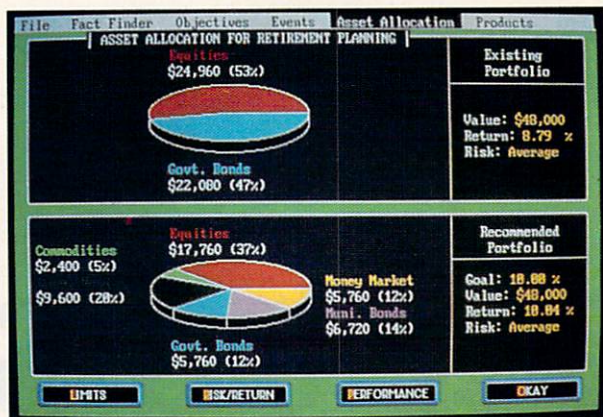 File Fact Finder Objectives Events Asset Allocation Products
ASSET ALLOCATION FOR RETIREMENT PLANNING
Equities
$24,960 (53%)
Govt. Bonds
$22,080 (47%)
Existing
Portfolio
Value: $48,000
Return: 8.79 %
Risk: Average
Equities
$17,760 (37%)
Commodities
$2,400 (5%)
$9,600 (20%)
Money Market
$5,760 (12%)
Muni. Bonds
$6,720 (14%)
Govt. Bonds
$5,760 (12%)
Recommended
Portfolio
Goal: 10.00 %
Value: $48,000
Return: 10.04 %
Risk: Average
LIMITS
RISK/RETURN
PERFORMANCE
OKAY